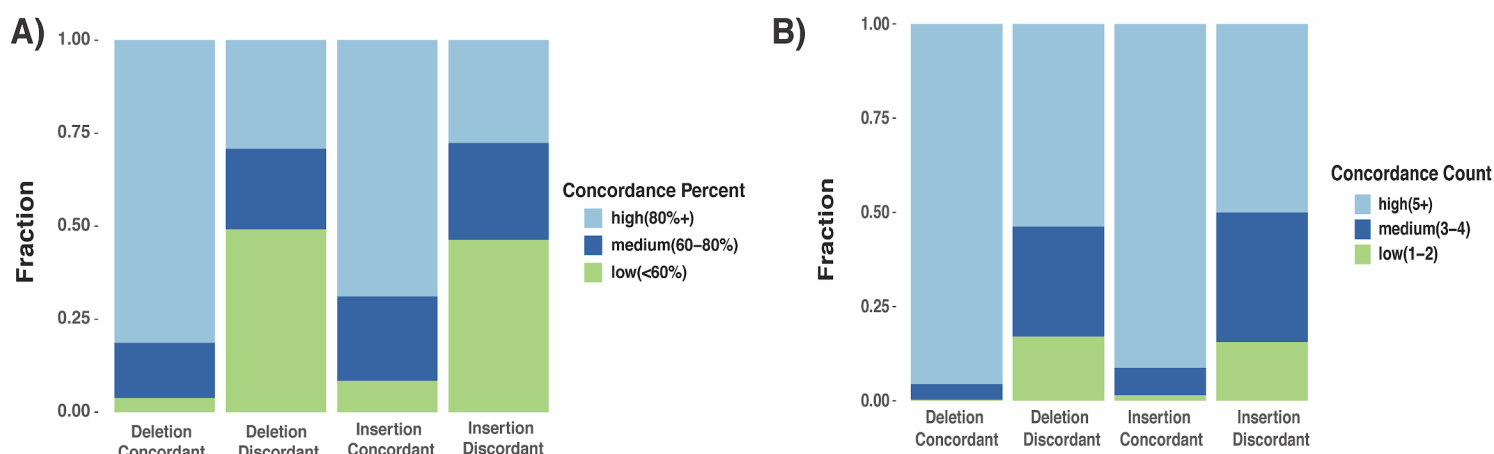 A)
1.00
0.75
0.50
0.25
0.00
Fraction
Deletion
Concordant
Deletion
Discordant
Insertion
Concordant
Insertion
Discordant
Concordance Percent
high(80%+)
medium(60–80%)
low(<60%)
B)
1.00
0.75
0.50
0.25
0.00
Fraction
Deletion
Concordant
Deletion
Discordant
Insertion
Concordant
Insertion
Discordant
Concordance Count
high(5+)
medium(3–4)
low(1–2)